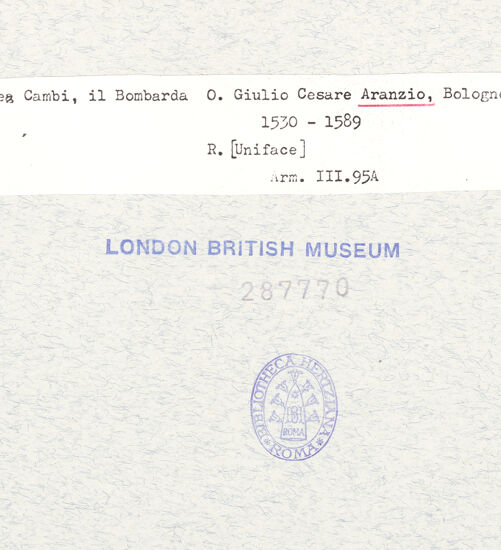 ea Cambi, il Bombarda O. Giulio Cesare Aranzio, Bologne
1530 - 1589
R. [Uniface]
Arm. III.95A
LONDON BRITISH MUSEUM
287770
BIBLIOTHECA HERTZIANA
ROMA
ROMA